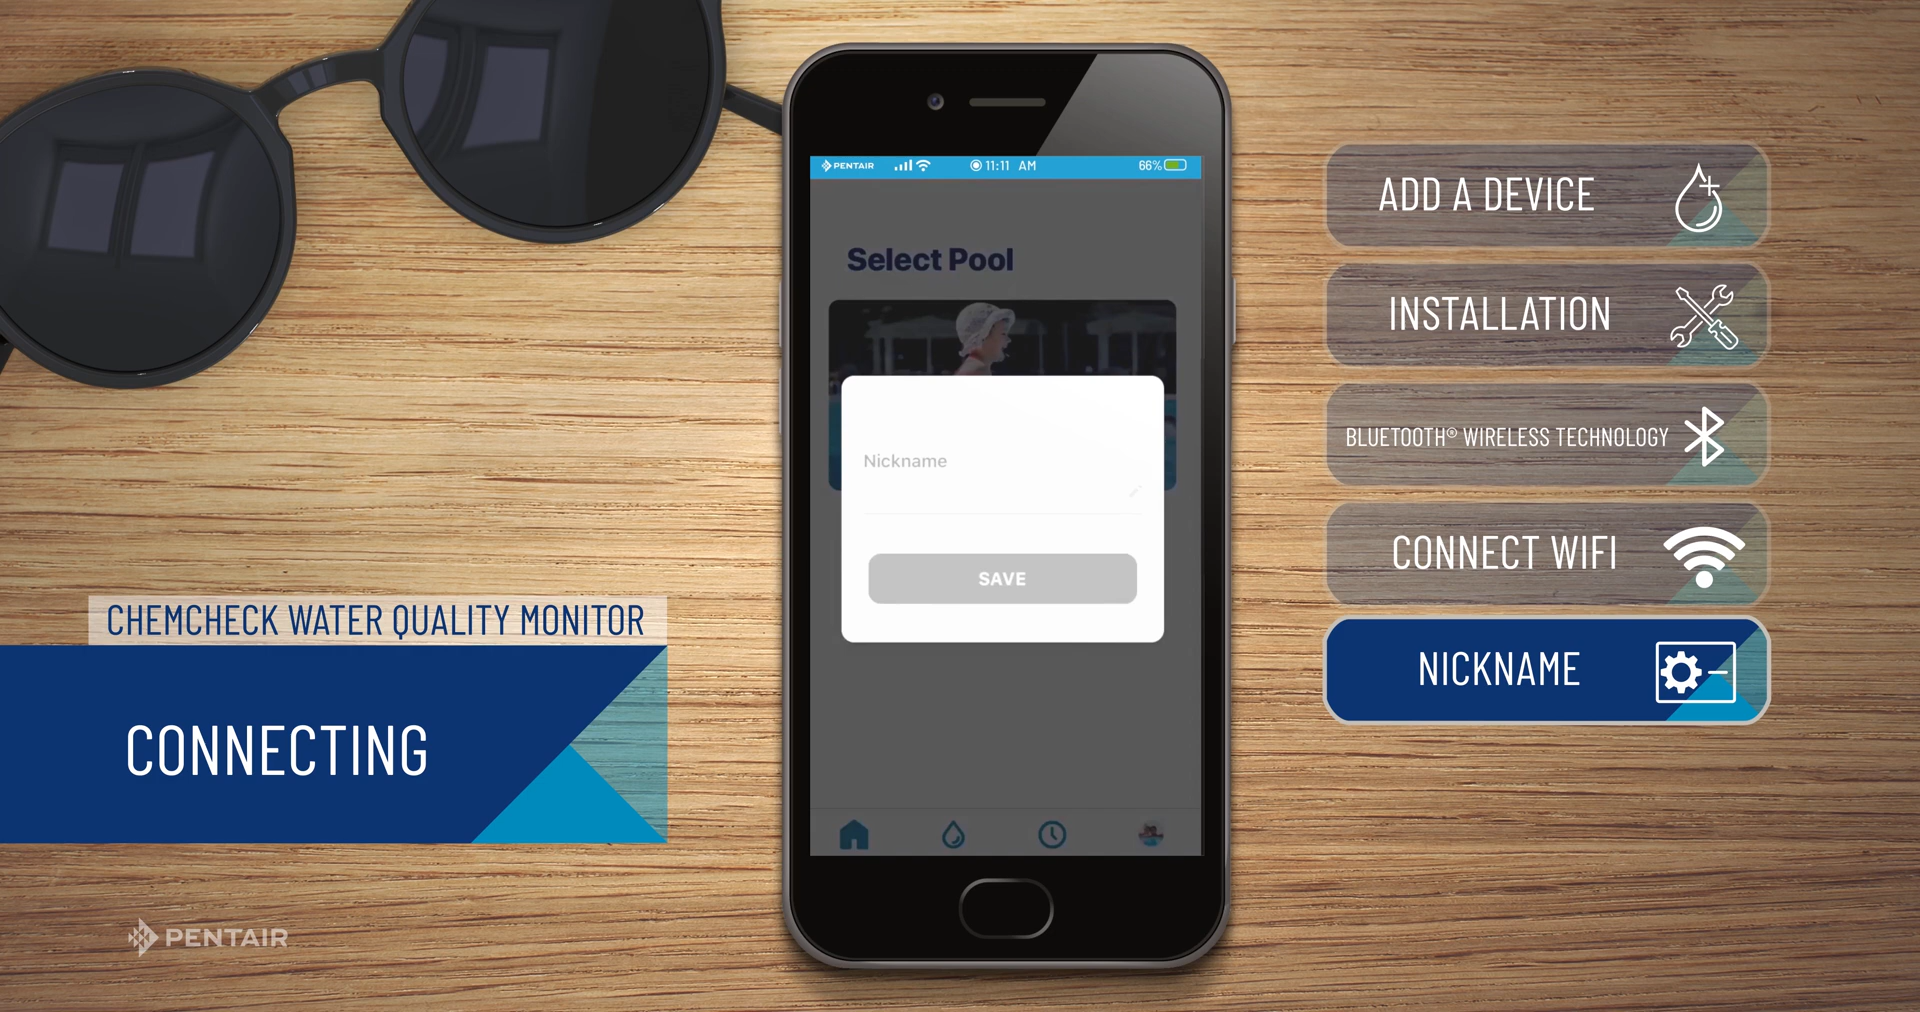 PENTAIR
11:11 AM
66%
Select Pool
Nickname
SAVE
ADD A DEVICE
INSTALLATION
BLUETOOTH® WIRELESS TECHNOLOGY
CONNECT WIFI
NICKNAME
CHEMCHECK WATER QUALITY MONITOR
CONNECTING
PENTAIR